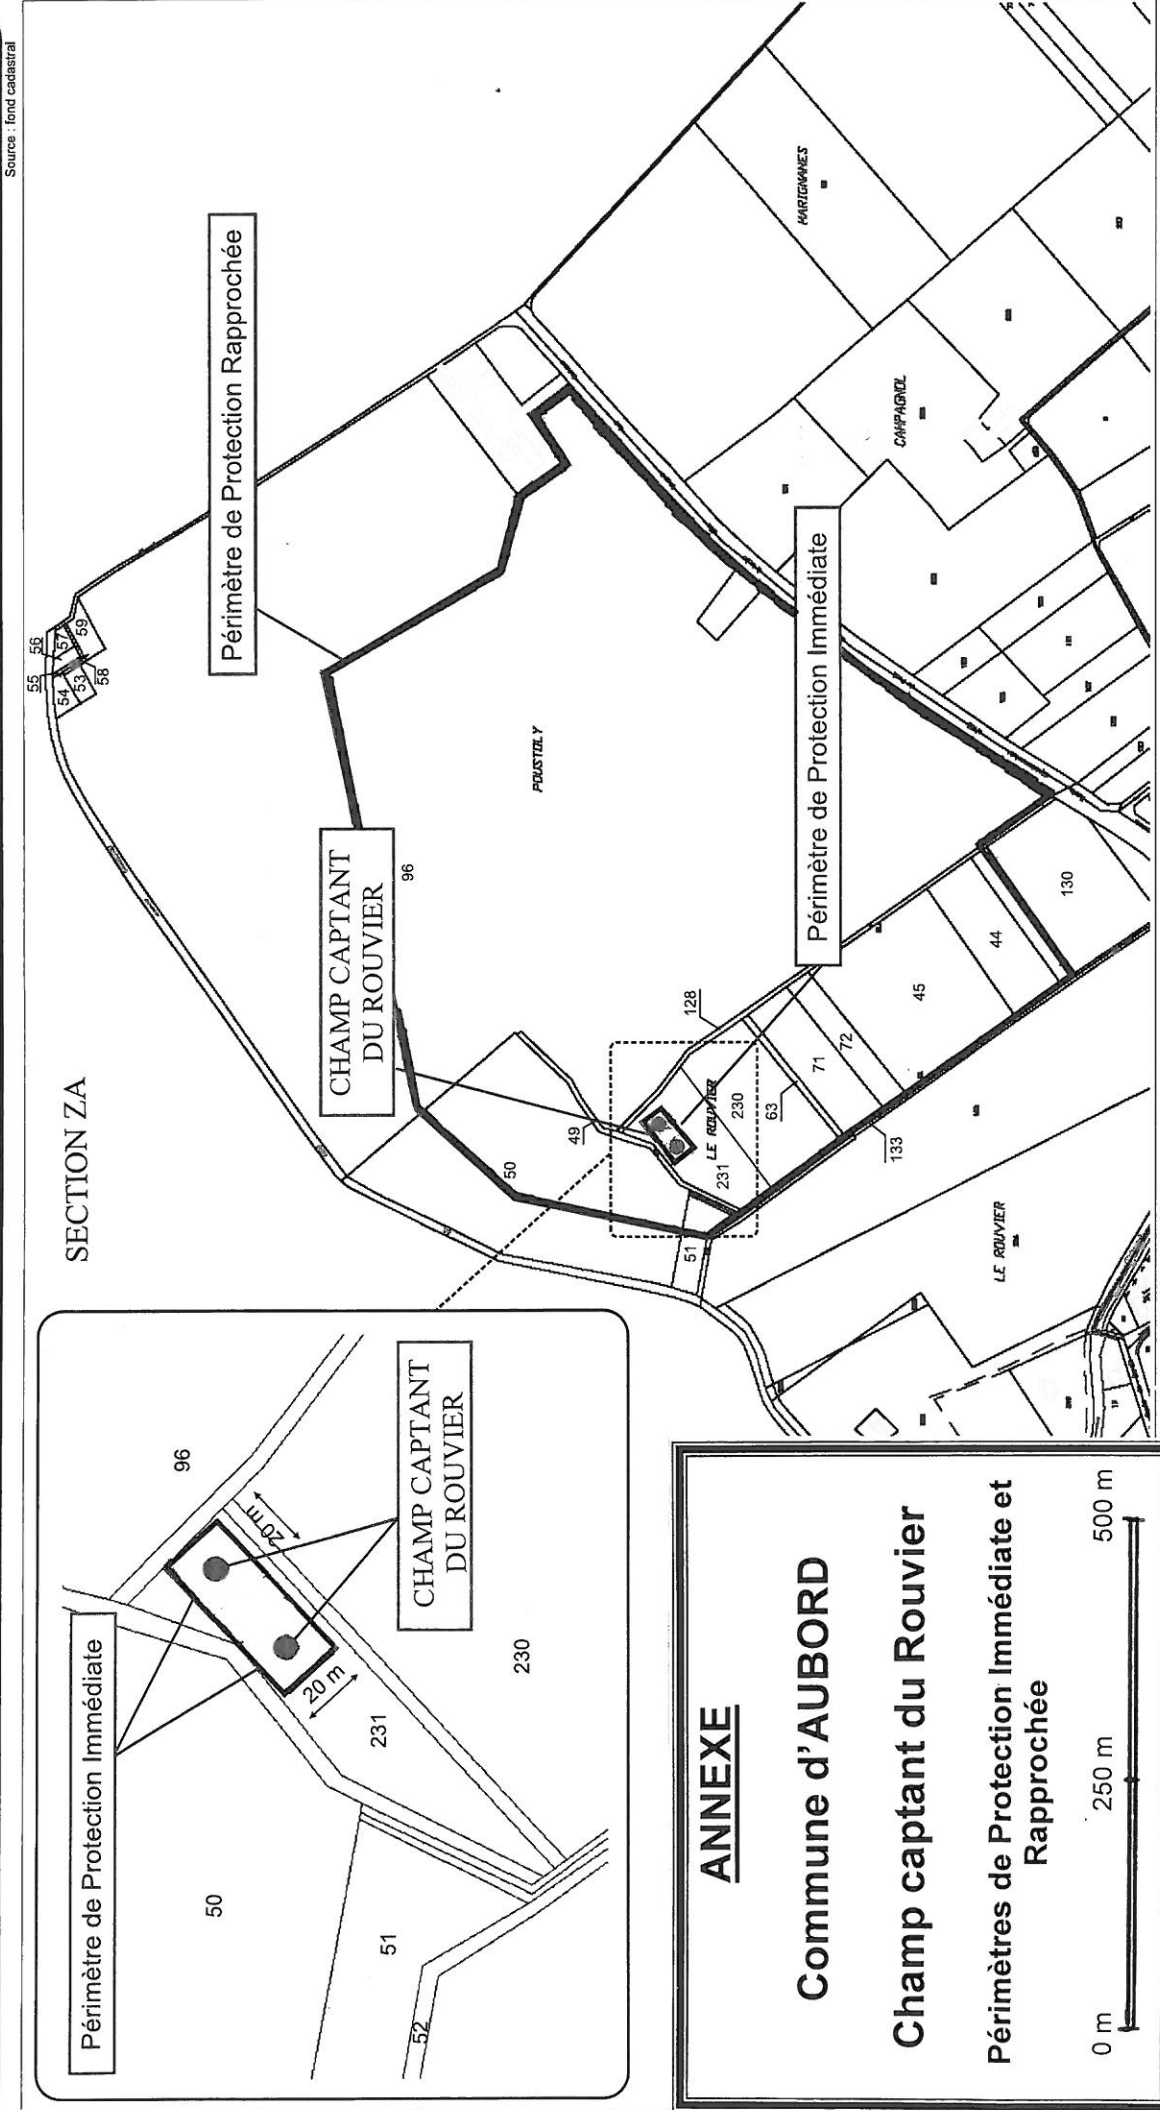 Source : fond cadastral
SECTION ZA
Périmètre de Protection Rapprochée
CHAMP CAPTANT
DU ROUVIER
Périmètre de Protection Immédiate
55
56
54
57
53
59
58
96
POUSTOLY
MARIGNANES
CAMPAGNOL
50
49
128
LE ROUVIER
230
231
63
71
72
45
44
130
133
51
LE ROUVIER
Périmètre de Protection Immédiate
96
20 m
CHAMP CAPTANT
DU ROUVIER
20 m
231
230
50
51
52
ANNEXE
Commune d'AUBORD
Champ captant du Rouvier
Périmètres de Protection Immédiate et
Rapprochée
0 m
250 m
500 m